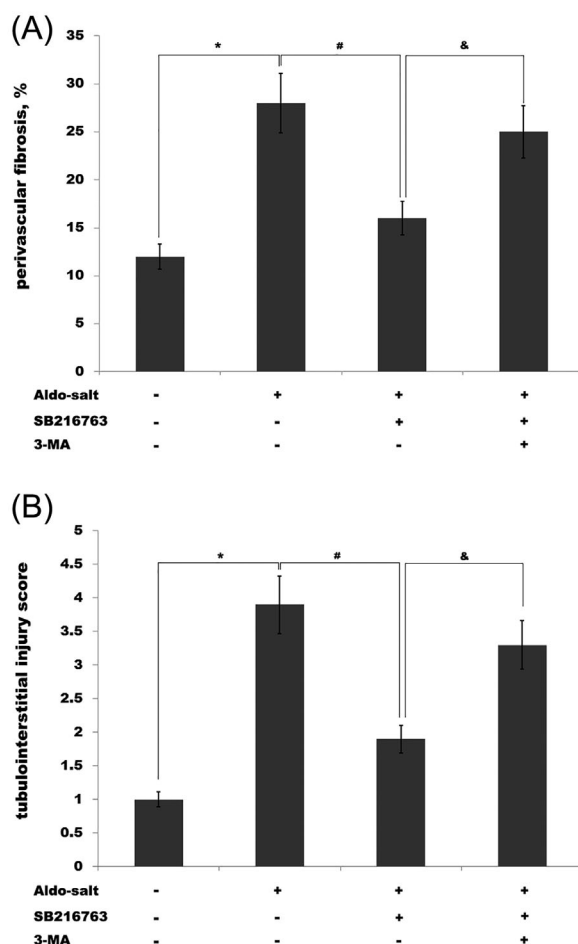 (A)
perivascular fibrosis, %
35
30
25
20
15
10
5
0
* # &
Aldo-salt - + + +
SB216763 - - + +
3-MA - - - +
(B)
tubulointerstitial injury score
5
4.5
4
3.5
3
2.5
2
1.5
1
0.5
0
* # &
Aldo-salt - + + +
SB216763 - - + +
3-MA - - - +